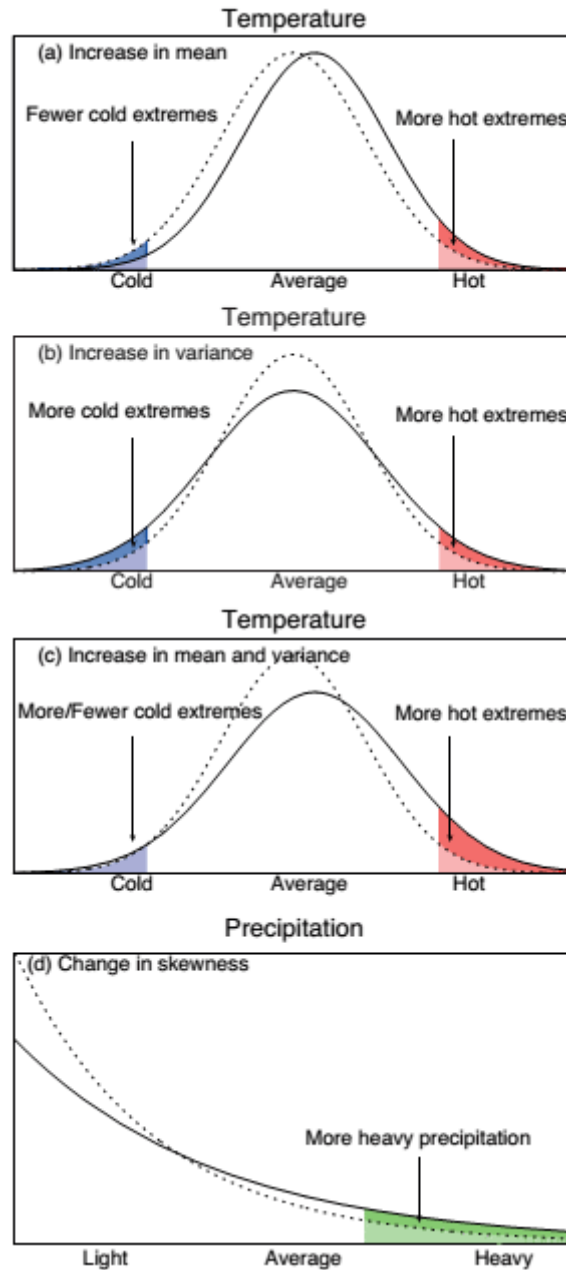 Temperature
(a) Increase in mean
Fewer cold extremes More hot extremes
Cold Average Hot
Temperature
(b) Increase in variance
More cold extremes More hot extremes
Cold Average Hot
Temperature
(c) Increase in mean and variance
More/Fewer cold extremes More hot extremes
Cold Average Hot
Precipitation
(d) Change in skewness
More heavy precipitation
Light Average Heavy